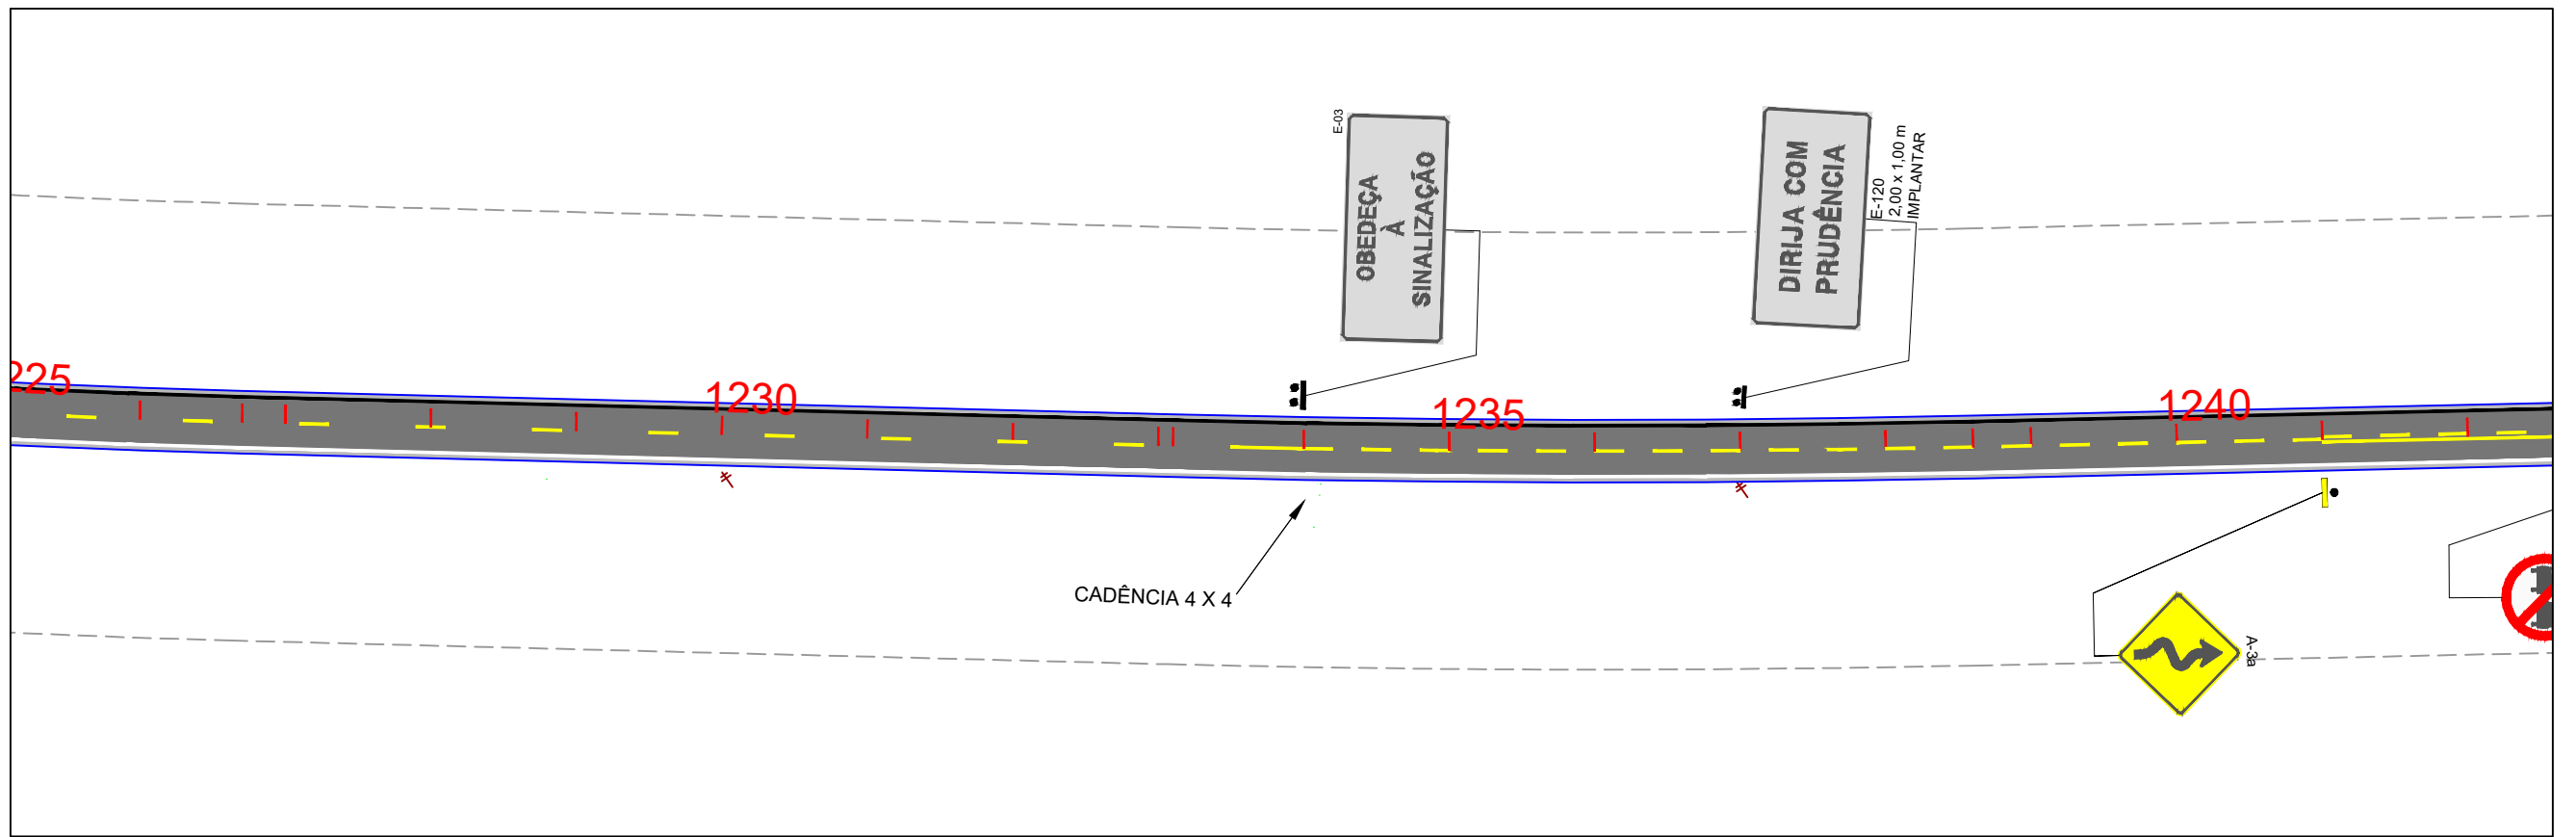 E-03
OBEDEÇA
À
SINALIZAÇÃO
DIRIJA COM
PRUDÊNCIA
E-120
2,00 x 1,00 m
IMPLANTAR
225
1230
1235
1240
CADÊNCIA 4 X 4
A-3a